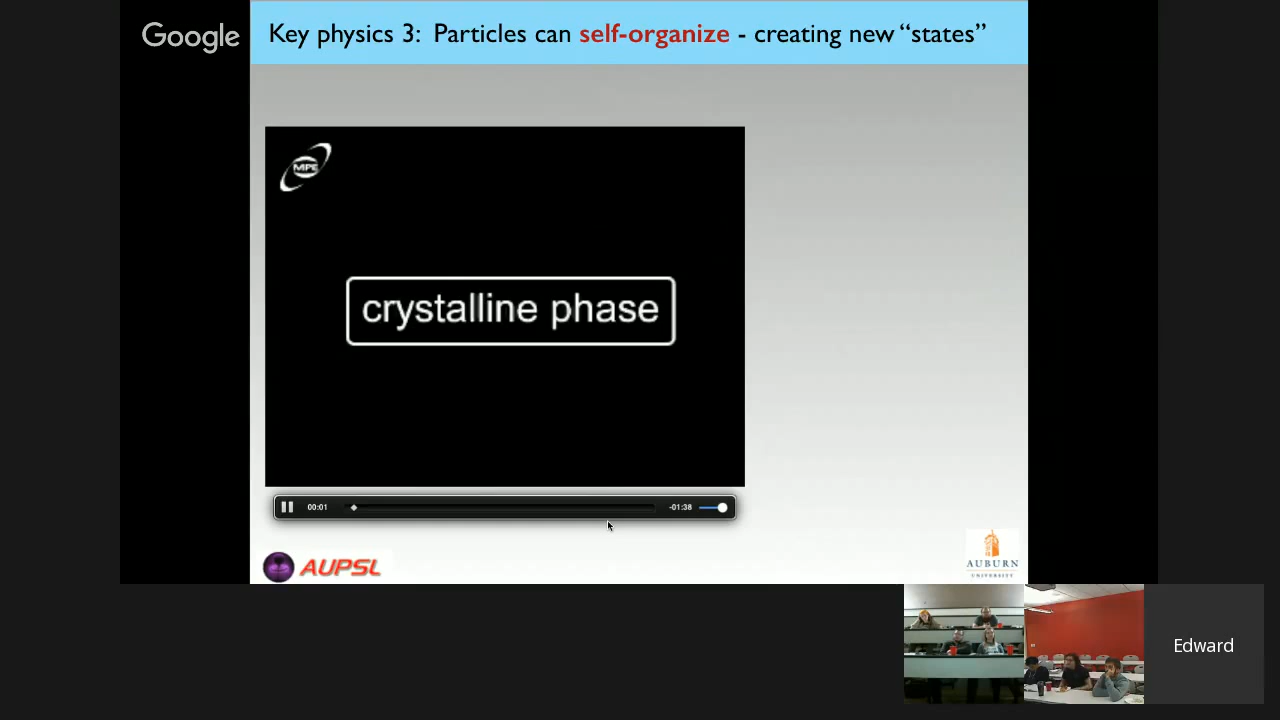 Google
Key physics 3: Particles can self-organize - creating new “states”
MPE
crystalline phase
00:01
-01:38
AUPSL
AUBURN
UNIVERSITY
Edward